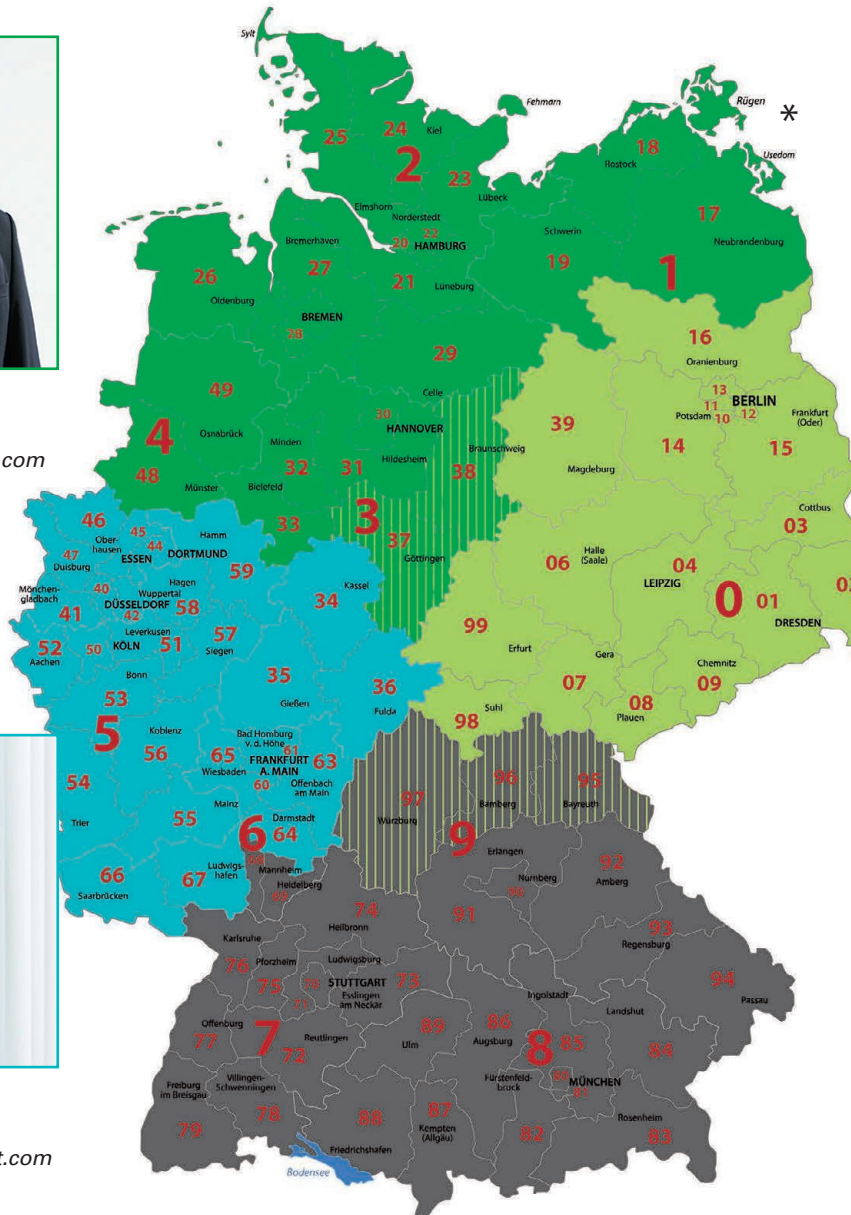 Sylt
Fehmarn
Rügen
*
Usedom
25
24
Kiel
2
23
Lübeck
18
Rostock
17
Neubrandenburg
Elmshorn
Norderstedt
22
20
HAMBURG
Schwerin
19
1
Bremerhaven
27
26
Oldenburg
21
Lüneburg
BREMEN
28
29
Celle
16
Oranienburg
13
BERLIN
11
12
Potsdam
10
Frankfurt
(Oder)
14
15
49
Osnabrück
4
48
Münster
30
HANNOVER
Minden
32
31
Hildesheim
Bielefeld
38
Braunschweig
39
Magdeburg
33
3
37
Göttingen
Cottbus
03
.com
46
Ober-
hausen
45
44
Hamm
ESSEN
DORTMUND
47
Duisburg
59
Mönchen-
gladbach
40
Hagen
Wuppertal
DÜSSELDORF
58
41
42
Leverkusen
52
Aachen
50
KÖLN
51
57
Siegen
Bonn
53
34
Kassel
06
Halle
(Saale)
04
LEIPZIG
0
01
DRESDEN
99
Erfurt
Gera
Chemnitz
09
07
08
Plauen
35
Gießen
36
Fulda
98
Suhl
5
Koblenz
56
54
Trier
Bad Homburg
v. d. Höhe
61
65
Wiesbaden
FRANKFURT
A. MAIN
63
60
Offenbach
am Main
Mainz
55
Darmstadt
6
64
66
Saarbrücken
67
Ludwigs-
hafen
68
Mannheim
Heidelberg
69
97
Würzburg
96
Bamberg
95
Bayreuth
9
Erlangen
92
Amberg
Nürnberg
90
91
93
Regensburg
94
Passau
74
Heilbronn
Karlsruhe
76
Pforzheim
75
Ludwigsburg
70
STUTTGART
73
71
Esslingen
am Neckar
Offenburg
77
7
72
Reutlingen
89
Ulm
86
Augsburg
Ingolstadt
8
85
Landshut
84
Freiburg
im Breisgau
79
Villingen-
Schwenningen
78
88
Friedrichshafen
87
Kempten
(Allgäu)
Fürstenfeld-
bruck
80
MÜNCHEN
81
82
Rosenheim
83
Bodensee
t.com